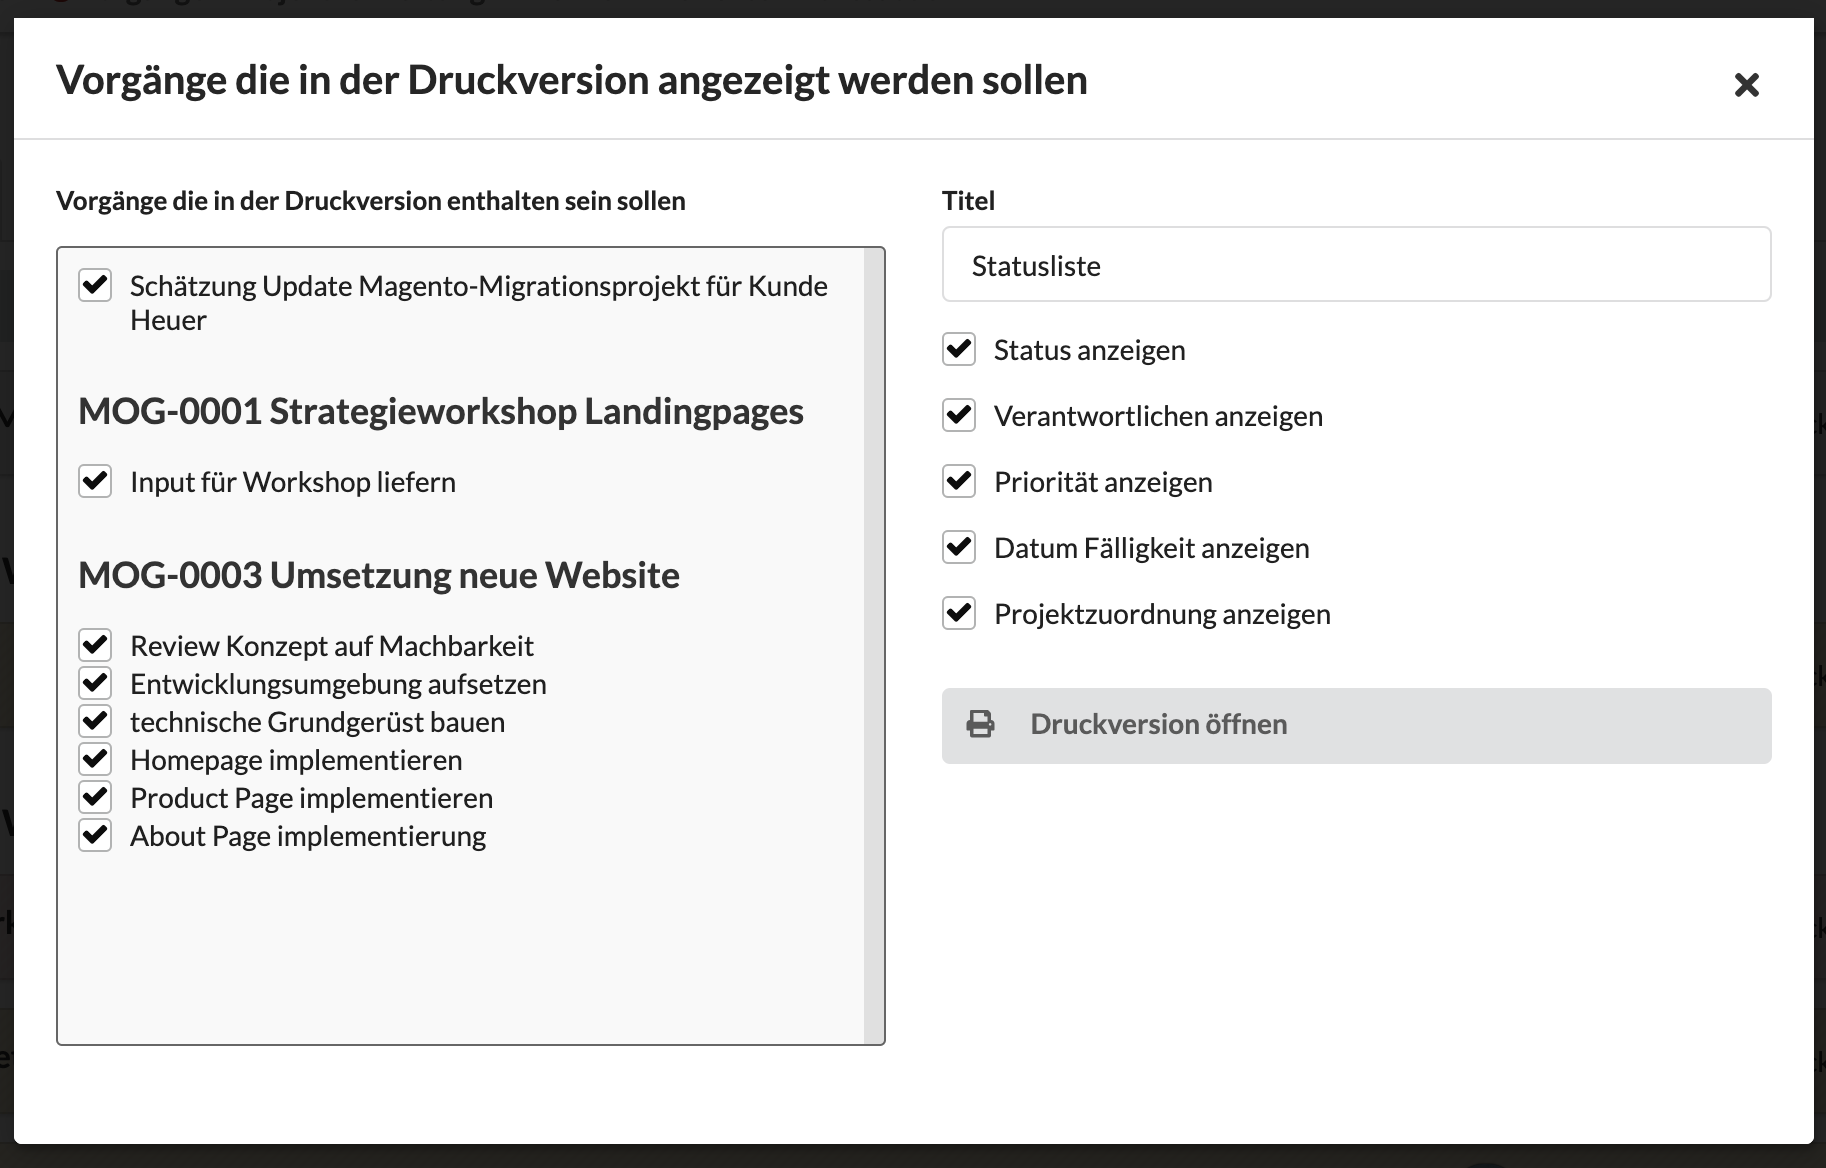 Vorgänge die in der Druckversion angezeigt werden sollen
Vorgänge die in der Druckversion enthalten sein sollen
Schätzung Update Magento-Migrationsprojekt für Kunde
Heuer
MOG-0001 Strategieworkshop Landingpages
Input für Workshop liefern
MOG-0003 Umsetzung neue Website
Review Konzept auf Machbarkeit
Entwicklungsumgebung aufsetzen
technische Grundgerüst bauen
Homepage implementieren
Product Page implementieren
About Page implementierung
Titel
Statusliste
Status anzeigen
Verantwortlichen anzeigen
Priorität anzeigen
Datum Fälligkeit anzeigen
Projektzuordnung anzeigen
Druckversion öffnen